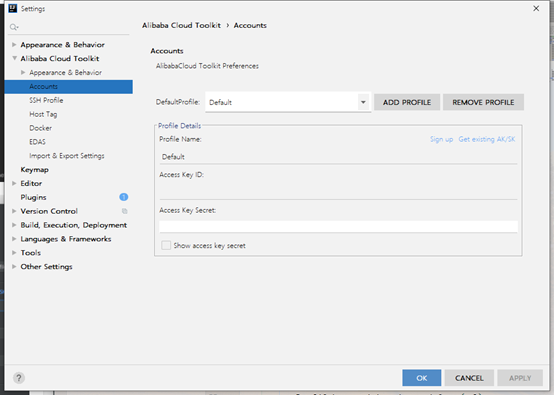 Settings
Alibaba Cloud Toolkit › Accounts
Appearance & Behavior
Alibaba Cloud Toolkit
Appearance & Behavior
Accounts
SSH Profile
Host Tag
Docker
EDAS
Import & Export Settings
Keymap
Editor
Plugins 1
Version Control
Build, Execution, Deployment
Languages & Frameworks
Tools
Other Settings
Accounts
AlibabaCloud Toolkit Preferences
DefaultProfile: Default ADD PROFILE REMOVE PROFILE
Profile Details
Profile Name: Sign up Get existing AK/SK
Default
Access Key ID:
Access Key Secret:
Show access key secret
? OK CANCEL APPLY